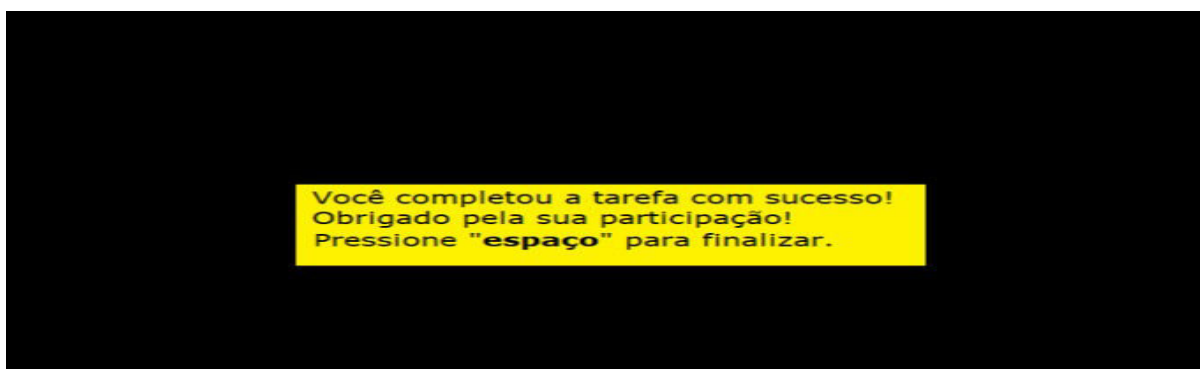 Você completou a tarefa com sucesso!
Obrigado pela sua participação!
Pressione "espaço" para finalizar.